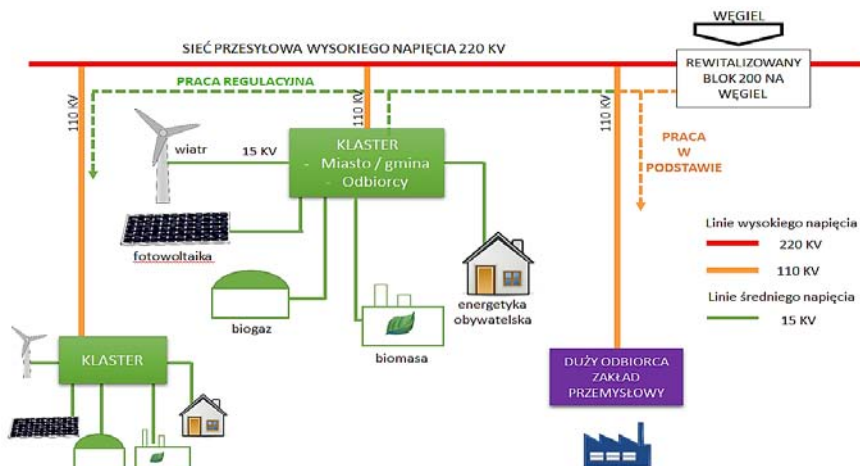 WĘGIEL
SIEĆ PRZESYŁOWA WYSOKIEGO NAPIĘCIA 220 KV
REWITALIZOWANY
BLOK 200 NA
WĘGIEL
PRACA REGULACYJNA
110 KV
110 KV
110 KV
PRACA
W
PODSTAWIE
wiatr
15 KV
KLASTER
- Miasto / gmina
- Odbiorcy
fotowoltaika
biogaz
biomasa
energetyka
obywatelska
Linie wysokiego napięcia
220 KV
110 KV
Linie średniego napięcia
15 KV
KLASTER
DUŻY ODBIORCA
ZAKŁAD
PRZEMYSŁOWY